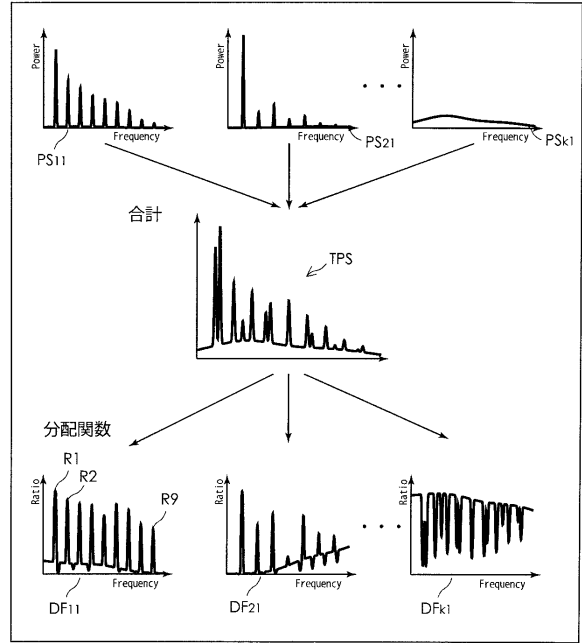 Power
Frequency
PS11
Power
Frequency
PS21
• • •
Power
Frequency
PSk1
合計
TPS
分配関数
R1
R2
R9
Ratio
Frequency
DF11
Ratio
Frequency
DF21
• • •
Ratio
Frequency
DFk1